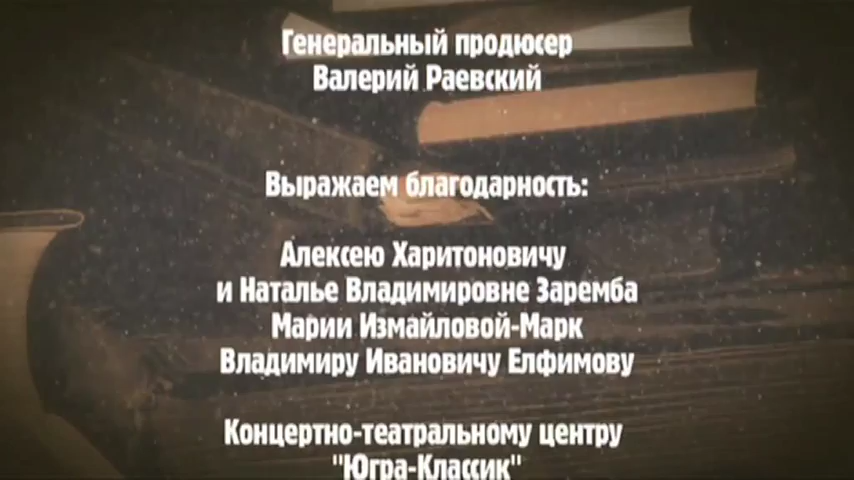 Генеральный продюсер
Валерий Раевский
Выражаем благодарность:
Алексею Харитоновичу
и Наталье Владимировне Заремба
Марии Измайловой-Марк
Владимиру Ивановичу Елфимову
Концертно-театральному центру
"Югра-Классик"